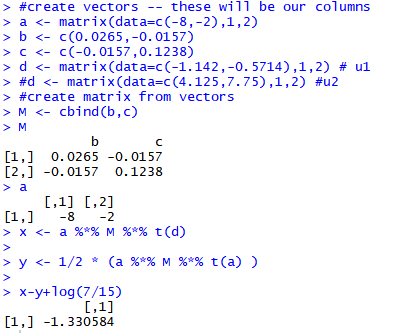 > #create vectors -- these will be our columns
> a <- matrix(data=c(-8,-2),1,2)
> b <- c(0.0265,-0.0157)
> c <- c(-0.0157,0.1238)
> d <- matrix(data=c(-1.142,-0.5714),1,2) # u1
> #d <- matrix(data=c(4.125,7.75),1,2) #u2
> #create matrix from vectors
> M <- cbind(b,c)
> M
b c
[1,] 0.0265 -0.0157
[2,] -0.0157 0.1238
> a
[,1] [,2]
[1,] -8 -2
> x <- a %*% M %*% t(d)
>
> y <- 1/2 * (a %*% M %*% t(a) )
>
> x-y+log(7/15)
[,1]
[1,] -1.330584